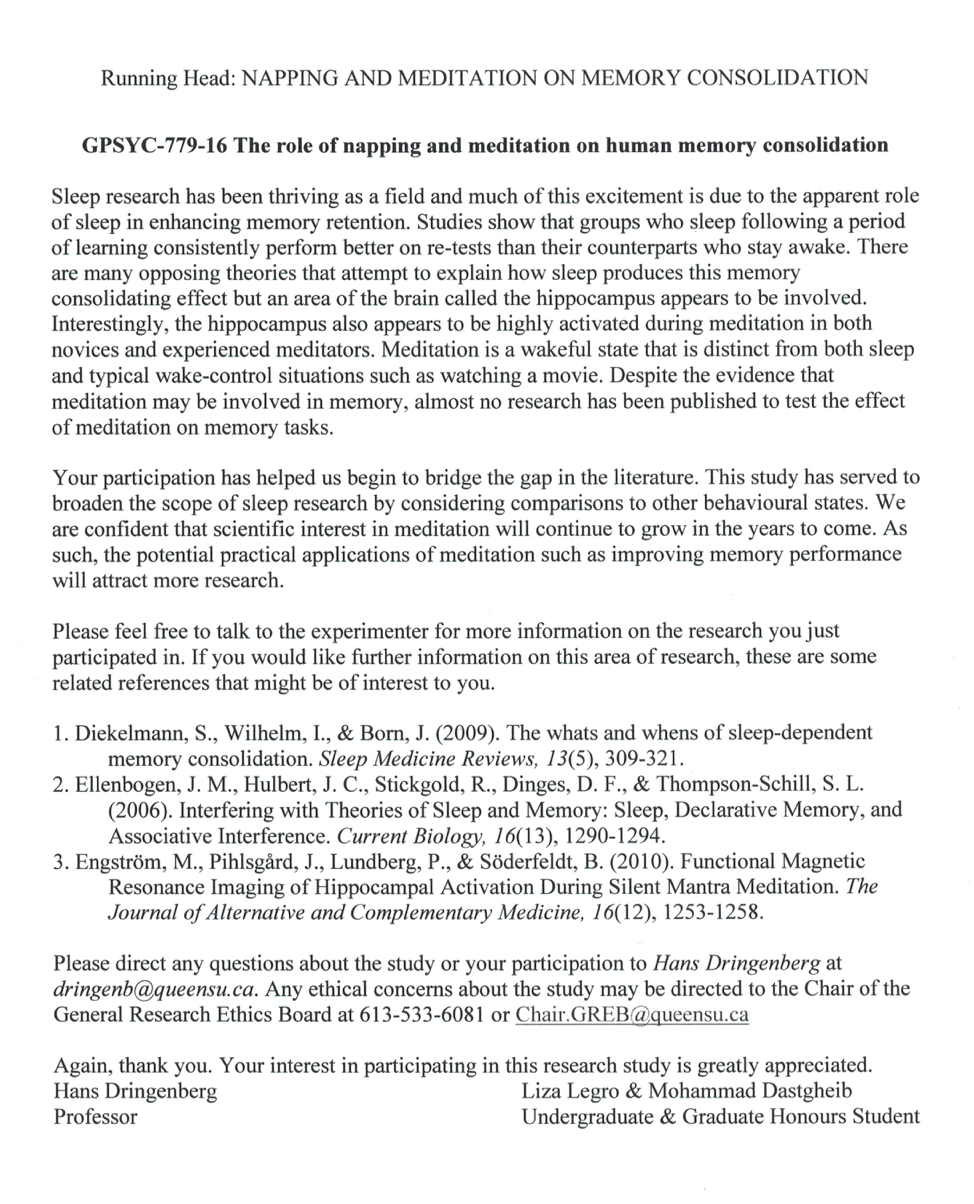 Running Head: NAPPING AND MEDITATION ON MEMORY CONSOLIDATION
GPSYC-779-16 The role of napping and meditation on human memory consolidation
Sleep research has been thriving as a field and much of this excitement is due to the apparent role
of sleep in enhancing memory retention. Studies show that groups who sleep following a period
of learning consistently perform better on re-tests than their counterparts who stay awake. There
are many opposing theories that attempt to explain how sleep produces this memory
consolidating effect but an area of the brain called the hippocampus appears to be involved.
Interestingly, the hippocampus also appears to be highly activated during meditation in both
novices and experienced meditators. Meditation is a wakeful state that is distinct from both sleep
and typical wake-control situations such as watching a movie. Despite the evidence that
meditation may be involved in memory, almost no research has been published to test the effect
of meditation on memory tasks.
Your participation has helped us begin to bridge the gap in the literature. This study has served to
broaden the scope of sleep research by considering comparisons to other behavioural states. We
are confident that scientific interest in meditation will continue to grow in the years to come. As
such, the potential practical applications of meditation such as improving memory performance
will attract more research.
Please feel free to talk to the experimenter for more information on the research you just
participated in. If you would like further information on this area of research, these are some
related references that might be of interest to you.
1. Diekelmann, S., Wilhelm, I., & Born, J. (2009). The whats and whens of sleep-dependent
memory consolidation. Sleep Medicine Reviews, 13(5), 309-321.
2. Ellenbogen, J. M., Hulbert, J. C., Stickgold, R., Dinges, D. F., & Thompson-Schill, S. L.
(2006). Interfering with Theories of Sleep and Memory: Sleep, Declarative Memory, and
Associative Interference. Current Biology, 16(13), 1290-1294.
3. Engström, M., Pihlsgård, J., Lundberg, P., & Söderfeldt, B. (2010). Functional Magnetic
Resonance Imaging of Hippocampal Activation During Silent Mantra Meditation. The
Journal of Alternative and Complementary Medicine, 16(12), 1253-1258.
Please direct any questions about the study or your participation to Hans Dringenberg at
dringenb@queensu.ca. Any ethical concerns about the study may be directed to the Chair of the
General Research Ethics Board at 613-533-6081 or Chair.GREB@queensu.ca
Again, thank you. Your interest in participating in this research study is greatly appreciated.
Hans Dringenberg Liza Legro & Mohammad Dastgheib
Professor Undergraduate & Graduate Honours Student